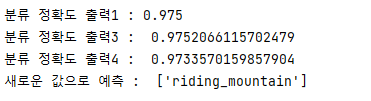 분류 정확도 출력1 : 0.975
분류 정확도 출력3 :  0.9752066115702479
분류 정확도 출력4 :  0.9733570159857904
새로운 값으로 예측 :  ['riding_mountain']